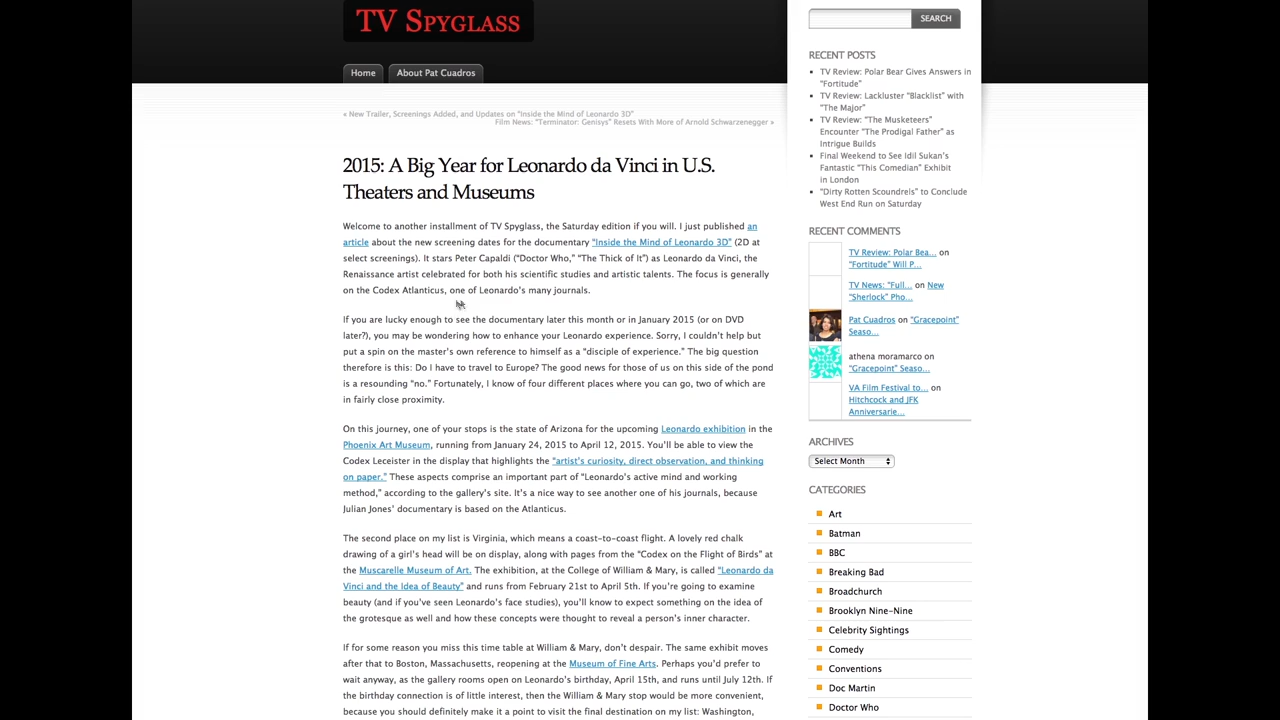 TV SPYGLASS
Home
About Pat Cuadros
« New Trailer, Screenings Added, and Updates on “Inside the Mind of Leonardo 3D”
Film News: “Terminator: Genisys” Resets With More of Arnold Schwarzenegger »
2015: A Big Year for Leonardo da Vinci in U.S.
Theaters and Museums
Welcome to another installment of TV Spyglass, the Saturday edition if you will. I just published an
article about the new screening dates for the documentary “Inside the Mind of Leonardo 3D” (2D at
select screenings). It stars Peter Capaldi (“Doctor Who,” “The Thick of It”) as Leonardo da Vinci, the
Renaissance artist celebrated for both his scientific studies and artistic talents. The focus is generally
on the Codex Atlanticus, one of Leonardo’s many journals.
If you are lucky enough to see the documentary later this month or in January 2015 (or on DVD
later?), you may be wondering how to enhance your Leonardo experience. Sorry, I couldn’t help but
put a spin on the master’s own reference to himself as a “disciple of experience.” The big question
therefore is this: Do I have to travel to Europe? The good news for those of us on this side of the pond
is a resounding “no.” Fortunately, I know of four different places where you can go, two of which are
in fairly close proximity.
On this journey, one of your stops is the state of Arizona for the upcoming Leonardo exhibition in the
Phoenix Art Museum, running from January 24, 2015 to April 12, 2015. You’ll be able to view the
Codex Leceister in the display that highlights the “artist’s curiosity, direct observation, and thinking
on paper.” These aspects comprise an important part of “Leonardo’s active mind and working
method,” according to the gallery’s site. It’s a nice way to see another one of his journals, because
Julian Jones’ documentary is based on the Atlanticus.
The second place on my list is Virginia, which means a coast-to-coast flight. A lovely red chalk
drawing of a girl’s head will be on display, along with pages from the “Codex on the Flight of Birds” at
the Muscarelle Museum of Art. The exhibition, at the College of William & Mary, is called “Leonardo da
Vinci and the Idea of Beauty” and runs from February 21st to April 5th. If you’re going to examine
beauty (and if you’ve seen Leonardo’s face studies), you’ll know to expect something on the idea of
the grotesque as well and how these concepts were thought to reveal a person’s inner character.
If for some reason you miss this time table at William & Mary, don’t despair. The same exhibit moves
after that to Boston, Massachusetts, reopening at the Museum of Fine Arts. Perhaps you’d prefer to
wait anyway, as the gallery rooms open on Leonardo’s birthday, April 15th, and runs until July 12th. If
the birthday connection is of little interest, then the William & Mary stop would be more convenient,
because you should definitely make it a point to visit the final destination on my list: Washington,
SEARCH
RECENT POSTS
TV Review: Polar Bear Gives Answers in
“Fortitude”
TV Review: Lackluster “Blacklist” with
“The Major”
TV Review: “The Musketeers”
Encounter “The Prodigal Father” as
Intrigue Builds
Final Weekend to See Idil Sukan’s
Fantastic “This Comedian” Exhibit
in London
“Dirty Rotten Scoundrels” to Conclude
West End Run on Saturday
RECENT COMMENTS
TV Review: Polar Bea… on
“Fortitude” Will P…
TV News: “Full… on New
“Sherlock” Pho…
Pat Cuadros on “Gracepoint”
Seaso…
athena moramarco on
“Gracepoint” Seaso…
VA Film Festival to… on
Hitchcock and JFK
Anniversarie…
ARCHIVES
Select Month
CATEGORIES
Art
Batman
BBC
Breaking Bad
Broadchurch
Brooklyn Nine-Nine
Celebrity Sightings
Comedy
Conventions
Doc Martin
Doctor Who